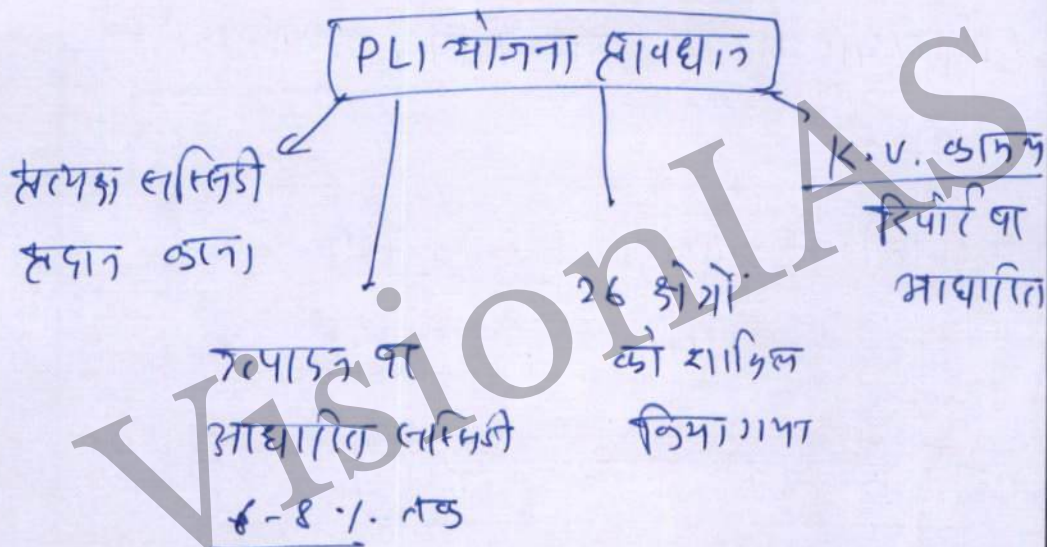 PLI योजना प्रावधान
प्रत्यक्ष सब्सिडी
प्रदान करना
उत्पादन पर
आधारित सब्सिडी
6-8 % तक
26 क्षेत्रों
को शामिल
किया गया
K.V. कामथ
रिपोर्ट पर
आधारित
VisionIAS